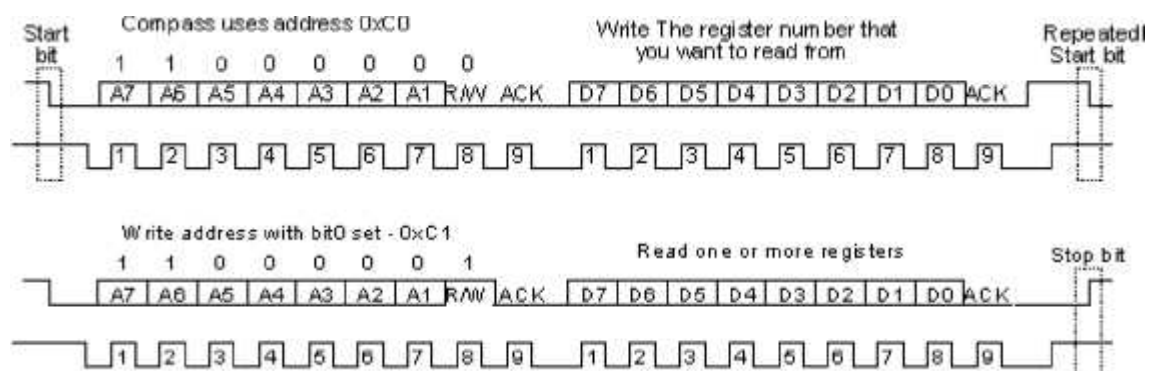 Start bit
Compass uses address 0xC0
Write The register number that
you want to read from
Repeated
Start bit
1 1 0 0 0 0 0 0
A7 A6 A5 A4 A3 A2 A1 R/W ACK D7 D6 D5 D4 D3 D2 D1 D0 ACK
1 2 3 4 5 6 7 8 9 1 2 3 4 5 6 7 8 9
Write address with bit0 set - 0xC1
1 1 0 0 0 0 0 1
Read one or more registers
Stop bit
A7 A6 A5 A4 A3 A2 A1 R/W ACK D7 D6 D5 D4 D3 D2 D1 D0 ACK
1 2 3 4 5 6 7 8 9 1 2 3 4 5 6 7 8 9